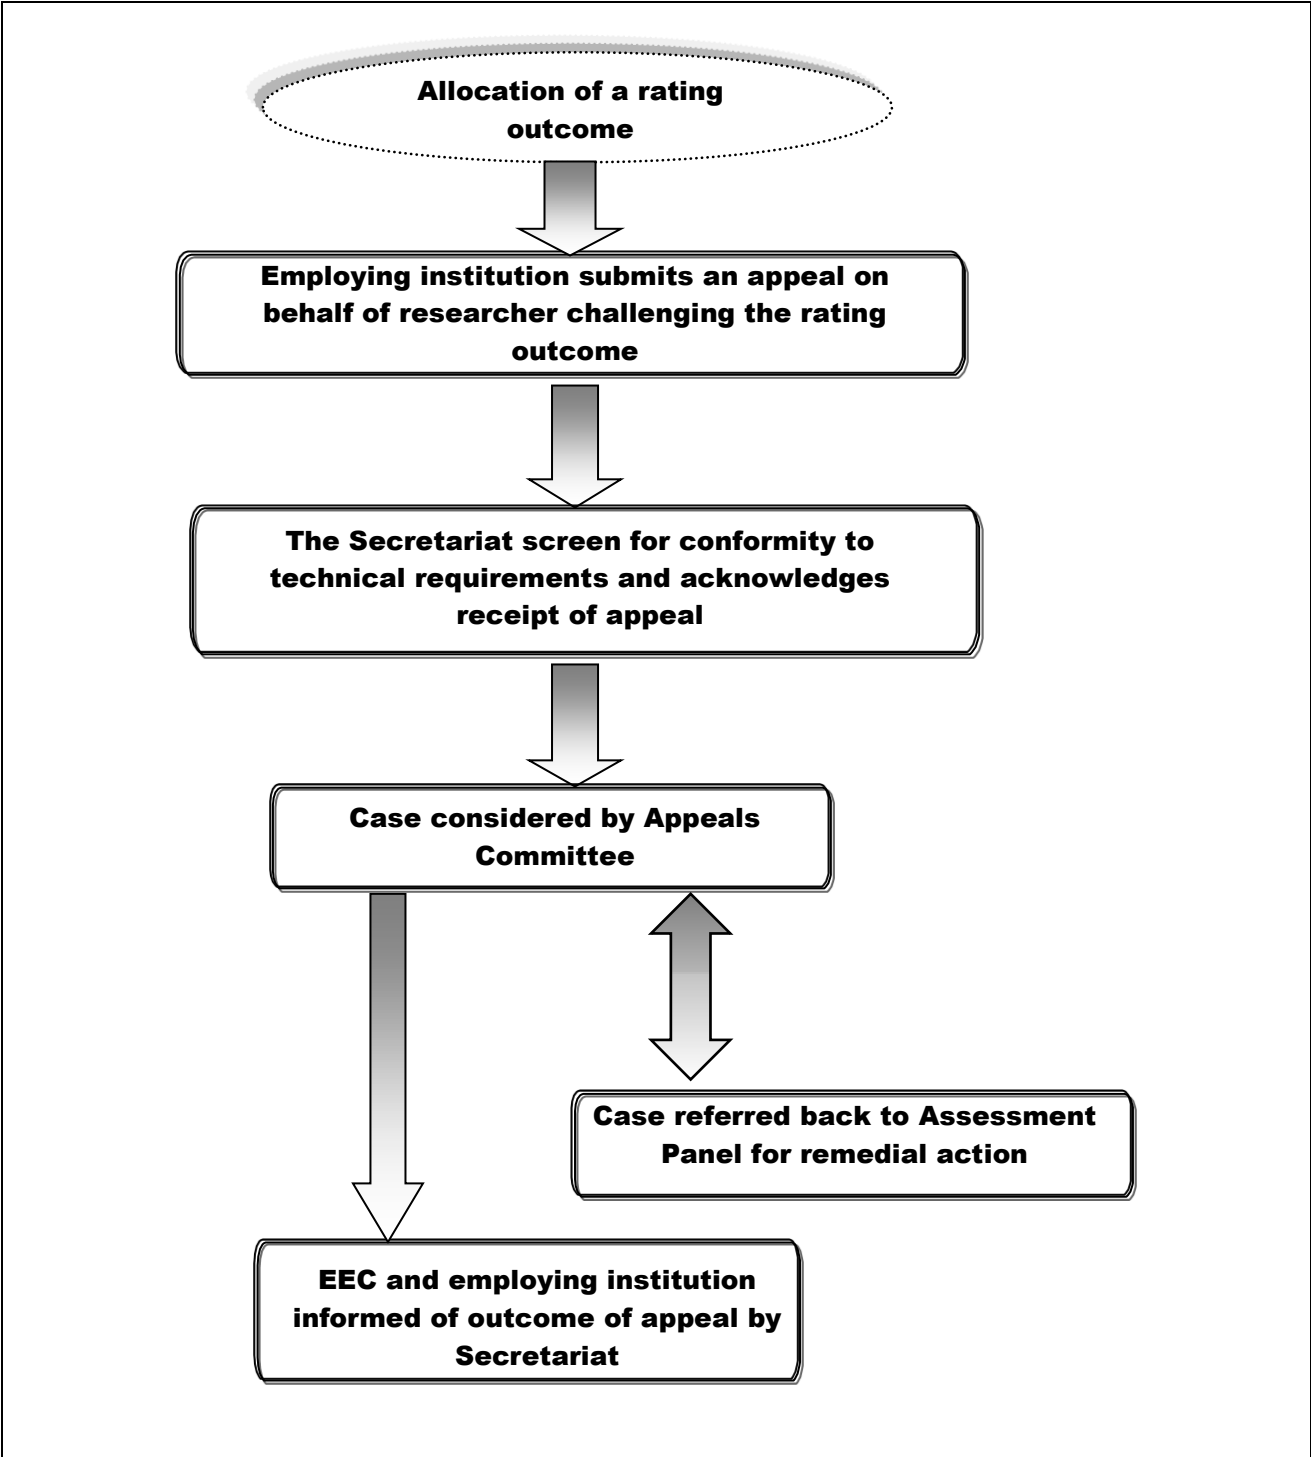 Allocation of a rating
outcome
Employing institution submits an appeal on
behalf of researcher challenging the rating
outcome
The Secretariat screen for conformity to
technical requirements and acknowledges
receipt of appeal
Case considered by Appeals
Committee
Case referred back to Assessment
Panel for remedial action
EEC and employing institution
informed of outcome of appeal by
Secretariat